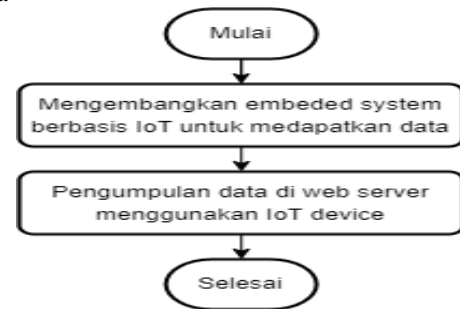 Mulai
Mengembangkan embeded system
berbasis IoT untuk medapatkan data
Pengumpulan data di web server
menggunakan IoT device
Selesai